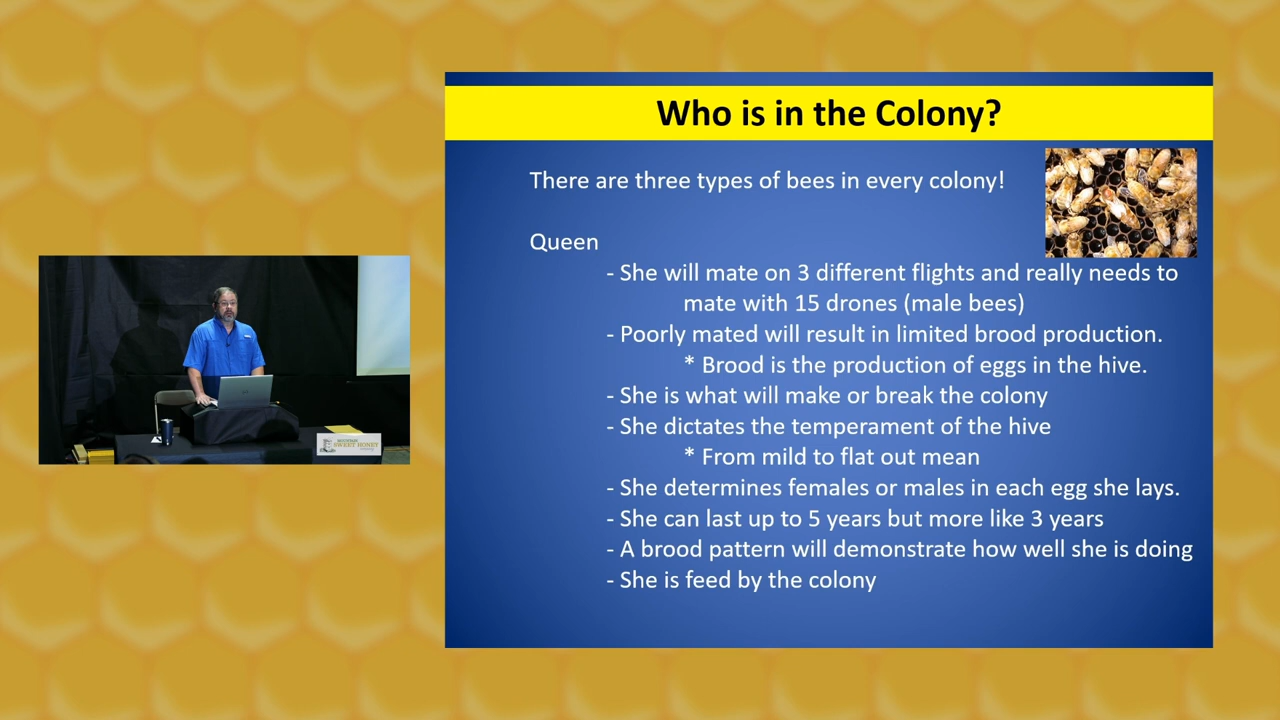 Who is in the Colony?
There are three types of bees in every colony!
Queen
- She will mate on 3 different flights and really needs to
mate with 15 drones (male bees)
- Poorly mated will result in limited brood production.
* Brood is the production of eggs in the hive.
- She is what will make or break the colony
- She dictates the temperament of the hive
* From mild to flat out mean
- She determines females or males in each egg she lays.
- She can last up to 5 years but more like 3 years
- A brood pattern will demonstrate how well she is doing
- She is feed by the colony
MOUNTAIN
SWEET HONEY